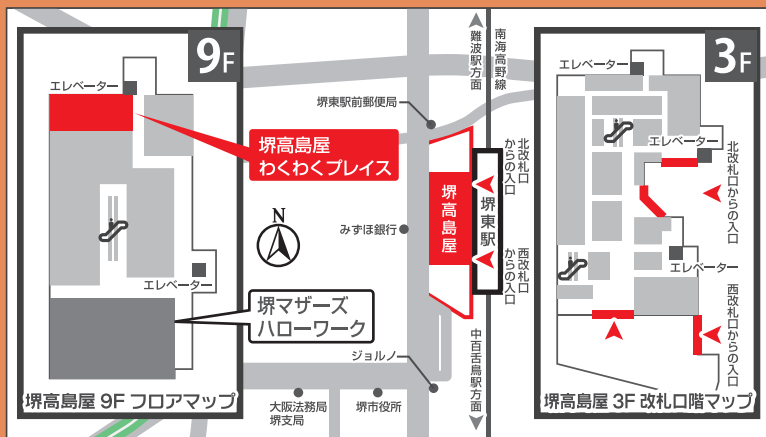 9F
エレベーター
堺高島屋
わくわくプレイス
エレベーター
堺マザーズ
ハローワーク
堺高島屋 9F フロアマップ
N
難波駅方面
南海高野線
堺東駅前郵便局
北改札口
からの入口
堺高島屋
堺東駅
みずほ銀行
西改札口
からの入口
ジョルノ
中百舌鳥駅方面
大阪法務局
堺支局
堺市役所
3F
エレベーター
エレベーター
北改札口からの入口
エレベーター
西改札口からの入口
堺高島屋 3F 改札口階マップ